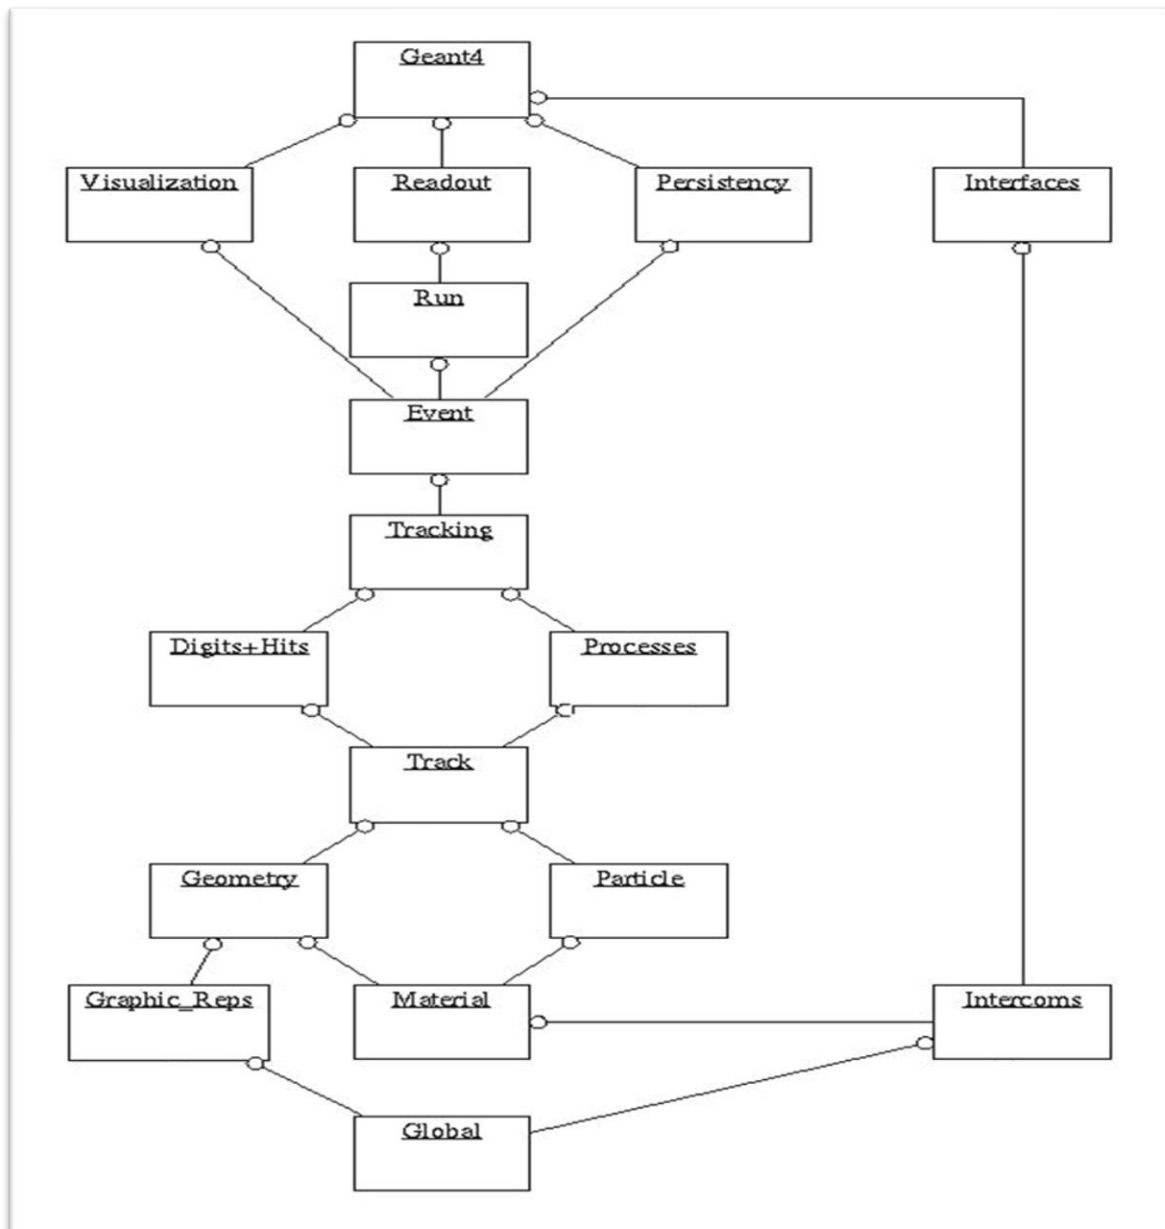 Geant4
Visualization
Readout
Persistency
Interfaces
Run
Event
Tracking
Digits+Hits
Processes
Track
Geometry
Particle
Graphic_Reps
Material
Intercoms
Global